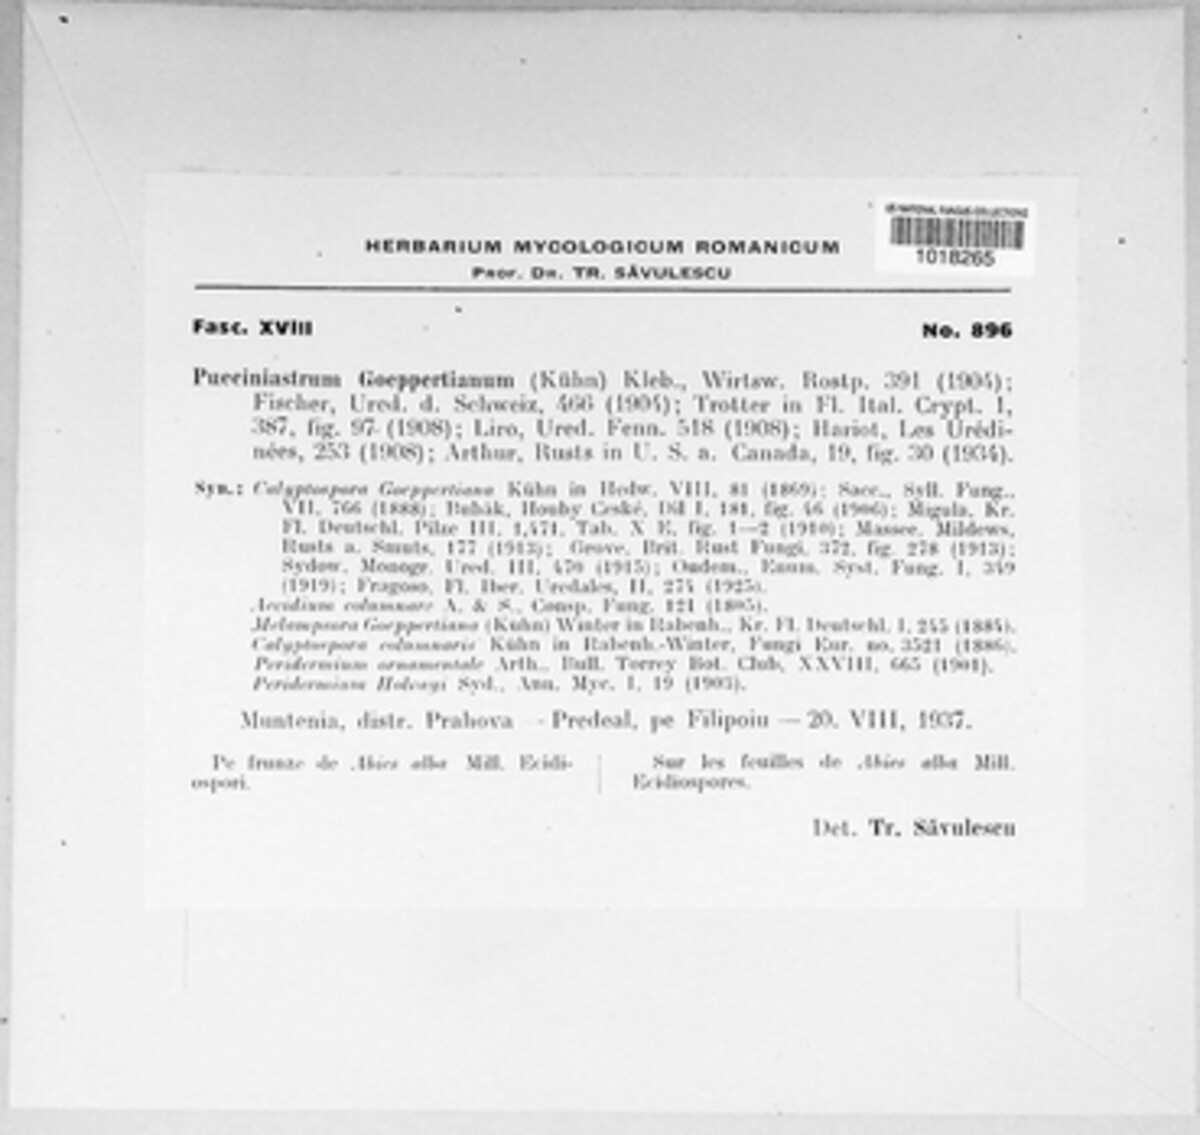 US NATIONAL FUNGUS COLLECTIONS
1018265
HERBARIUM MYCOLOGICUM ROMANICUM
PROF. DR. TR. SĂVULESCU
Fasc. XVIII
No. 896
Pucciniastrum Goeppertianum (Kühn) Kleb., Wirtsw. Rostp. 391 (1904);
Fischer, Ured. d. Schweiz, 466 (1904); Trotter in Fl. Ital. Crypt. I,
387, fig. 97 (1908); Liro, Ured. Fenn. 518 (1908); Hariot, Les Urédi-
nées, 253 (1908); Arthur, Rusts in U. S. a. Canada, 19, fig. 30 (1934).
Syn.: Calyptospora Goeppertiana Kühn in Hedw. VIII, 81 (1869); Sacc., Syll. Fung.,
VII, 766 (1888); Bubák, Houby České, Díl I, 181, fig. 46 (1906); Migula, Kr.
Fl. Deutschl. Pilze III, 1,471, Tab. X E, fig. 1—2 (1910); Massee, Mildews,
Rusts a. Smuts, 177 (1913); Grove, Brit. Rust Fungi, 372, fig. 278 (1913);
Sydow, Monogr. Ured. III, 470 (1915); Oudem., Enum. Syst. Fung. I, 349
(1919); Fragoso, Fl. Iber. Uredales, II, 274 (1925).
Aecidium columnare A. & S., Consp. Fung. 121 (1805).
Melampsora Goeppertiana (Kühn) Winter in Rabenh., Kr. Fl. Deutschl. I, 245 (1884).
Calyptospora columnaris Kühn in Rabenh.-Winter, Fungi Eur. no. 3521 (1886).
Peridermium ornamentale Arth., Bull. Torrey Bot. Club, XXVIII, 665 (1901).
Peridermium Holwayi Syd., Ann. Myc. I, 19 (1903).
Muntenia, distr. Prahova - Predeal, pe Filipoiu — 20. VIII, 1937.
Pe frunze de Abies alba Mill. Ecidi-
ospori.
Sur les feuilles de Abies alba Mill.
Ecidiospores.
Det. Tr. Săvulescu